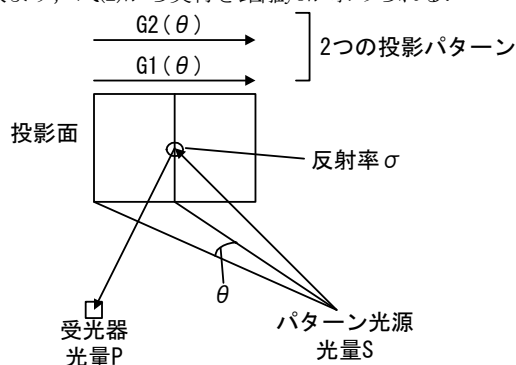 G2(θ)
G1(θ)
2つの投影パターン
投影面
反射率σ
θ
受光器
光量P
パターン光源
光量S